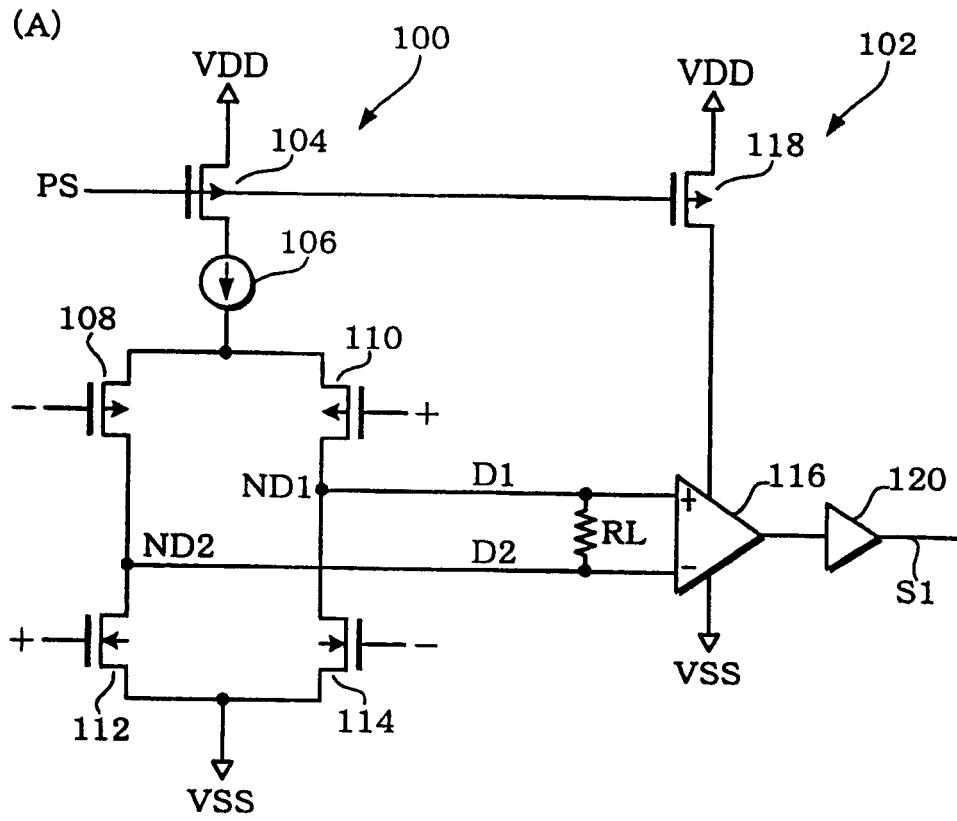 (A)
100
102
VDD
VDD
104
118
PS
106
108
110
−
+
ND1
D1
+
116
120
RL
ND2
D2
−
S1
+
−
VSS
112
114
VSS